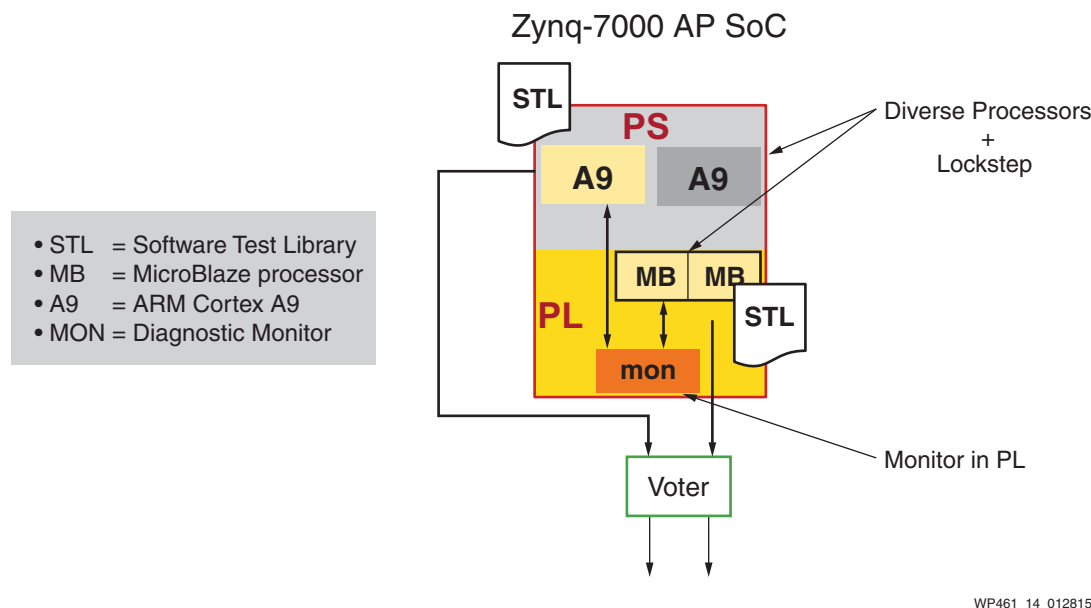 Zynq-7000 AP SoC
STL
PS
A9
A9
Diverse Processors
+
Lockstep
• STL = Software Test Library
• MB = MicroBlaze processor
• A9 = ARM Cortex A9
• MON = Diagnostic Monitor
MB
MB
PL
STL
mon
Monitor in PL
Voter
WP461_14_012815